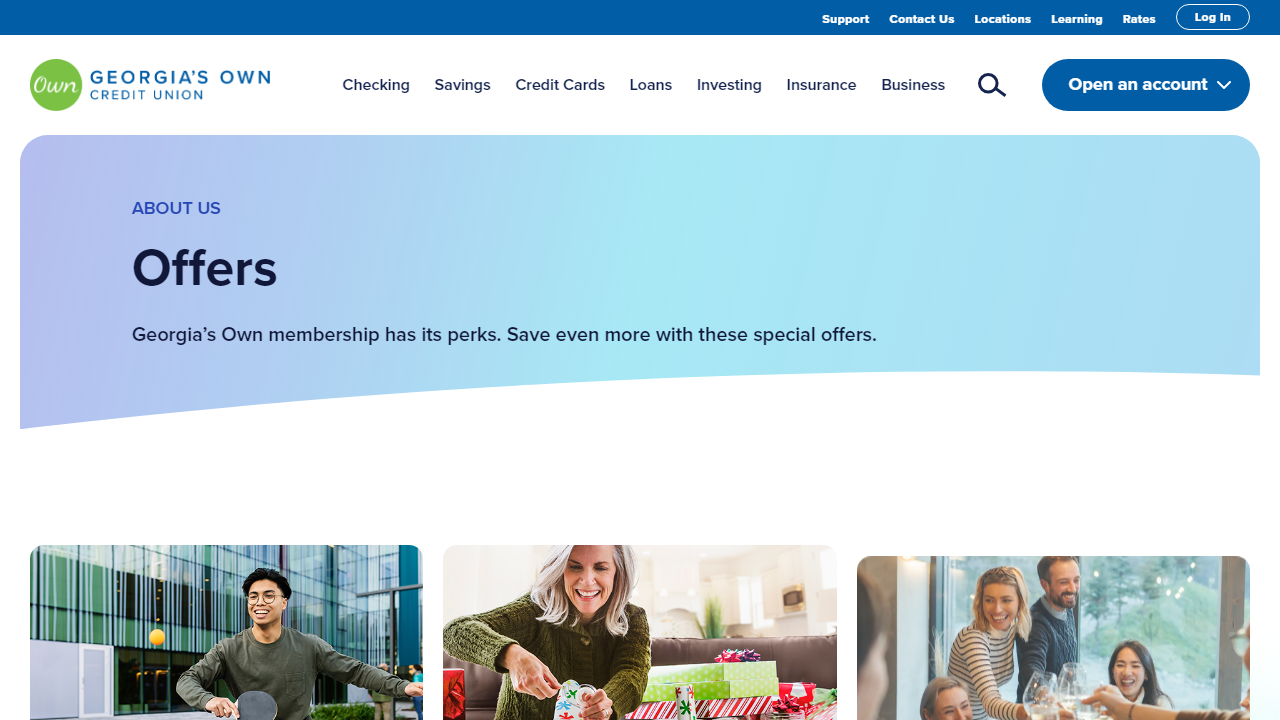 Support Contact Us Locations Learning Rates Log In
Own GEORGIA'S OWN
CREDIT UNION
Checking Savings Credit Cards Loans Investing Insurance Business Open an account
ABOUT US
Offers
Georgia’s Own membership has its perks. Save even more with these special offers.